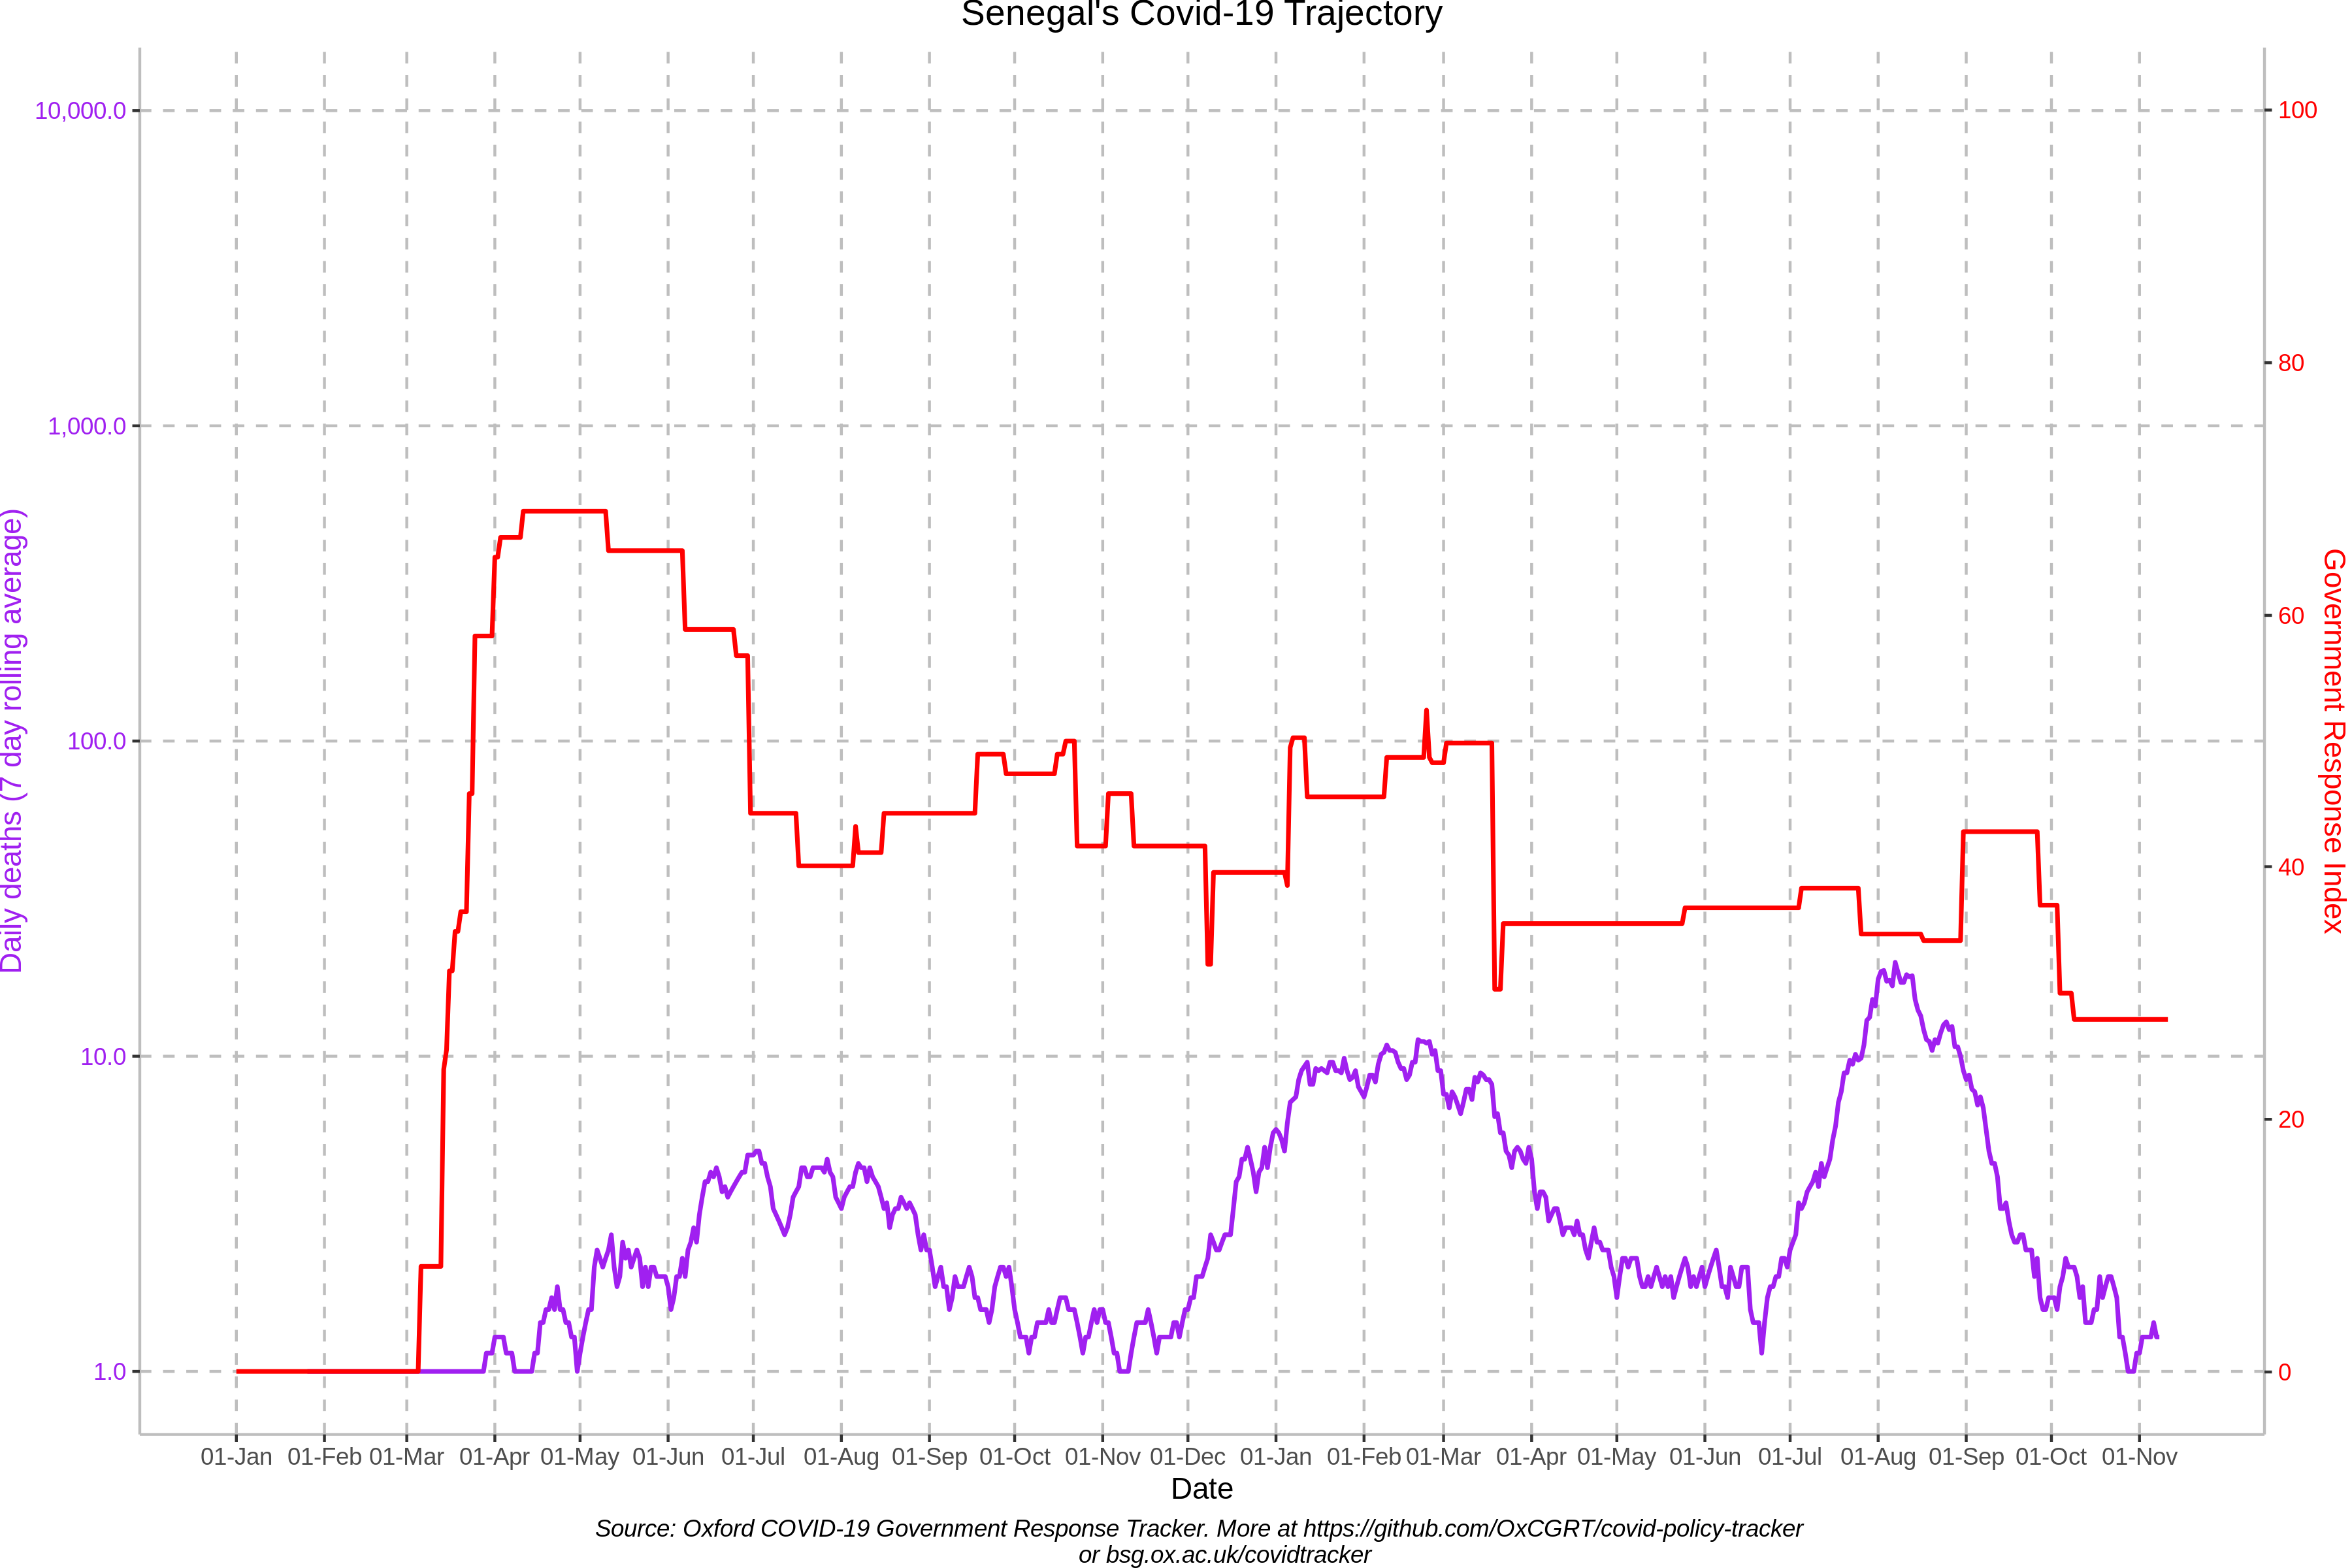 Senegal's Covid-19 Trajectory
10,000.0
1,000.0
100.0
10.0
1.0
Daily deaths (7 day rolling average)
100
80
60
40
20
0
Government Response Index
01-Jan 01-Feb 01-Mar 01-Apr 01-May 01-Jun 01-Jul 01-Aug 01-Sep 01-Oct 01-Nov 01-Dec 01-Jan 01-Feb 01-Mar 01-Apr 01-May 01-Jun 01-Jul 01-Aug 01-Sep 01-Oct 01-Nov
Date
Source: Oxford COVID-19 Government Response Tracker. More at https://github.com/OxCGRT/covid-policy-tracker
or bsg.ox.ac.uk/covidtracker